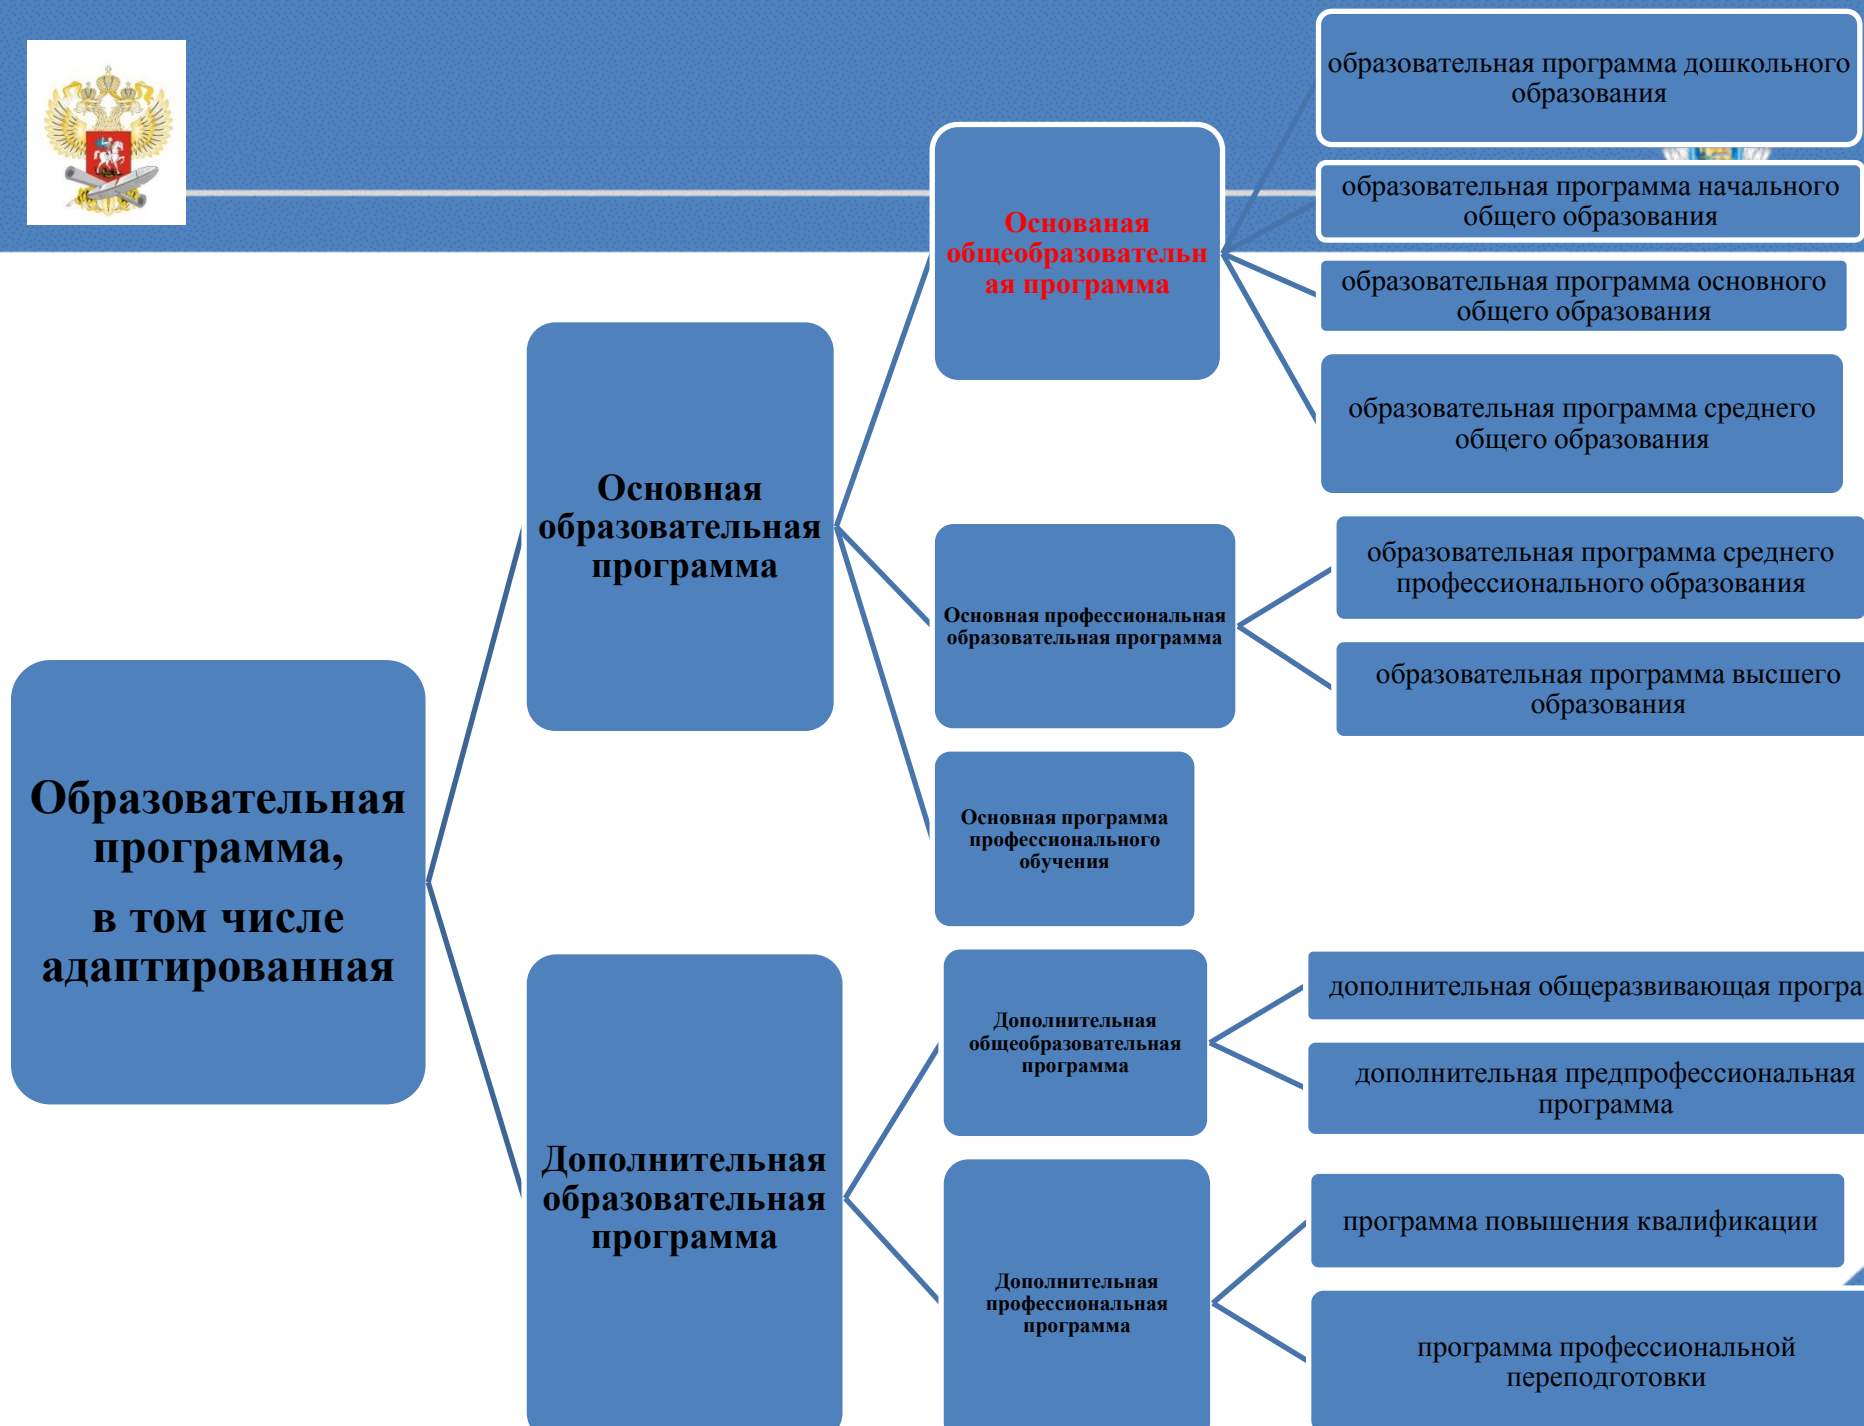 Образовательная
программа,
в том числе
адаптированная
Основная
образовательная
программа
Основаная
общеобразовательн
ая программа
образовательная программа дошкольного
образования
образовательная программа начального
общего образования
образовательная программа основного
общего образования
образовательная программа среднего
общего образования
Основная профессиональная
образовательная программа
образовательная программа среднего
профессионального образования
образовательная программа высшего
образования
Основная программа
профессионального
обучения
Дополнительная
образовательная
программа
Дополнительная
общеобразовательная
программа
дополнительная общеразвивающая програ
дополнительная предпрофессиональная
программа
Дополнительная
профессиональная
программа
программа повышения квалификации
программа профессиональной
переподготовки